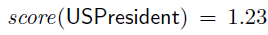 score(USPresident) = 1.23